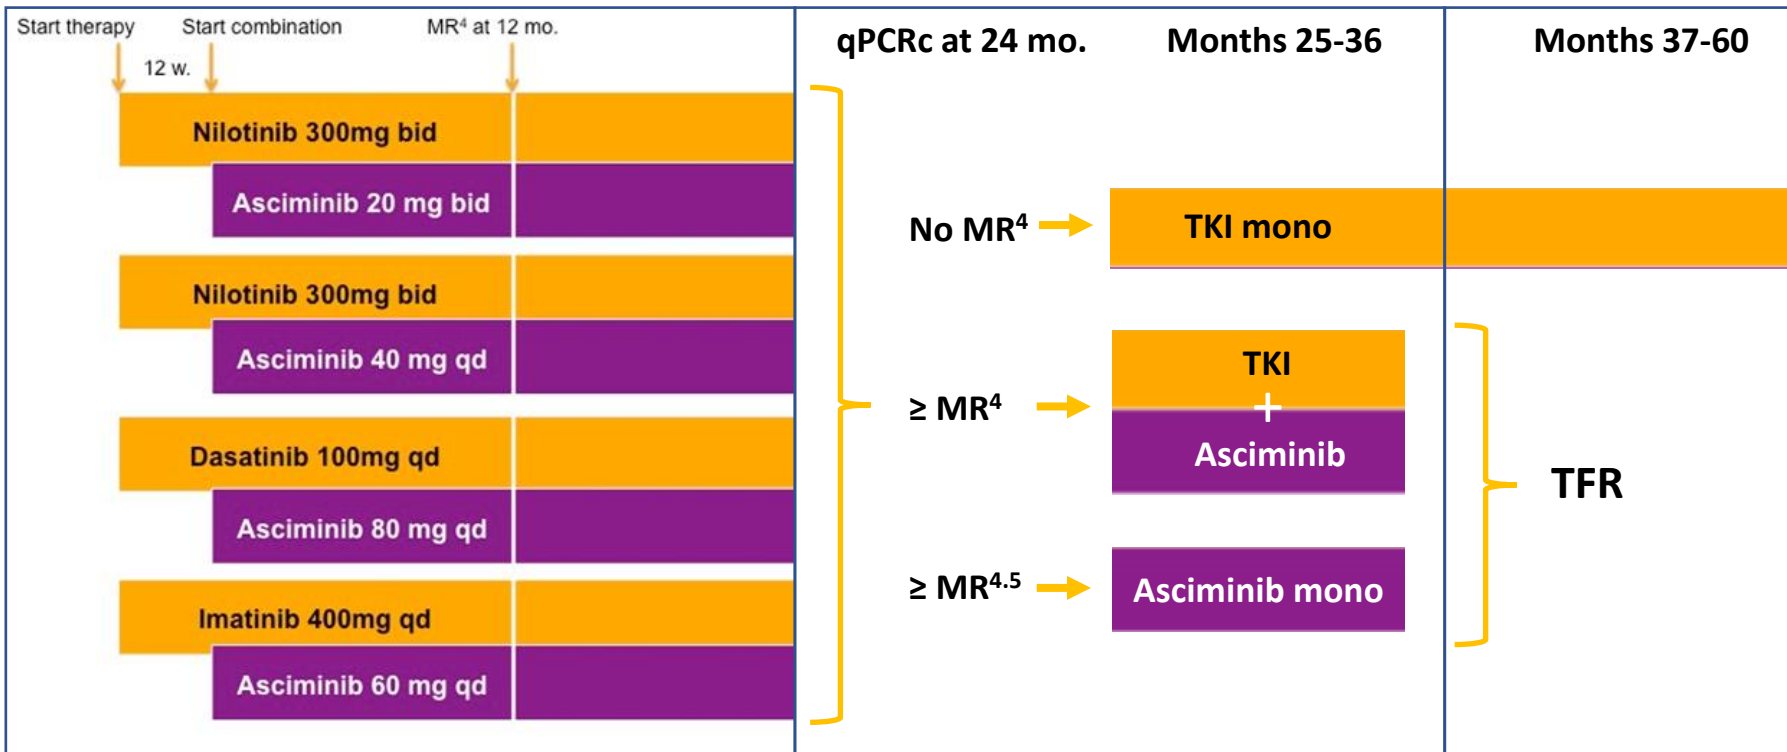 Start therapy
Start combination
MR⁴ at 12 mo.
12 w.
Nilotinib 300mg bid
Asciminib 20 mg bid
Nilotinib 300mg bid
Asciminib 40 mg qd
Dasatinib 100mg qd
Asciminib 80 mg qd
Imatinib 400mg qd
Asciminib 60 mg qd
qPCRc at 24 mo.
Months 25-36
Months 37-60
No MR⁴
TKI mono
≥ MR⁴
TKI
+
Asciminib
≥ MR⁴·⁵
Asciminib mono
TFR